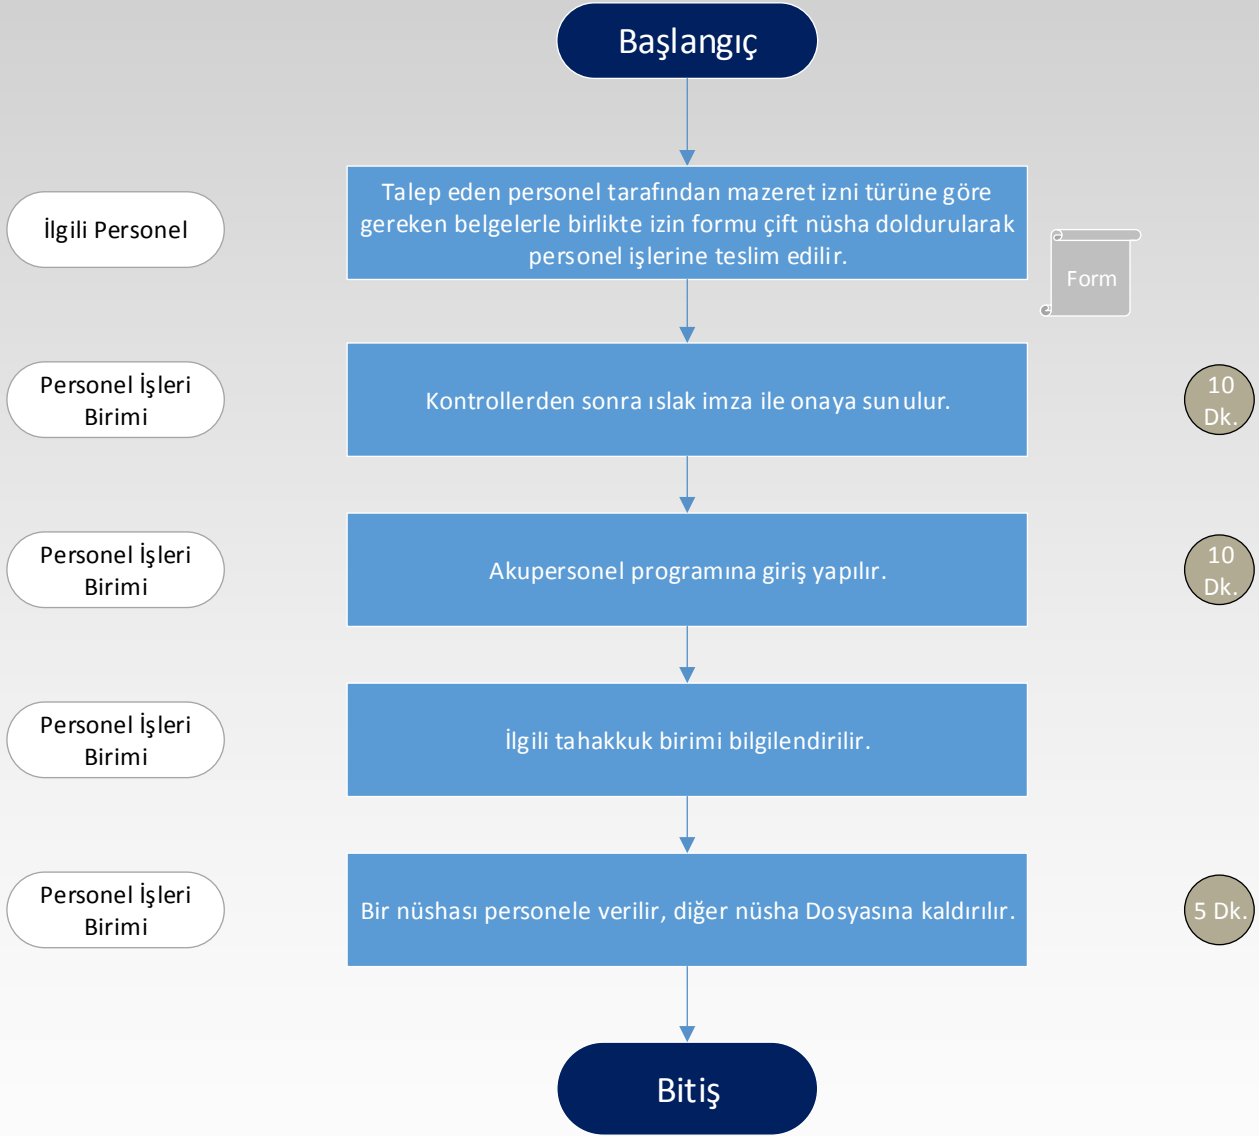 Başlangıç
İlgili Personel
Talep eden personel tarafından mazeret izni türüne göre
gereken belgelerle birlikte izin formu çift nüsha doldurularak
personel işlerine teslim edilir.
Form
Personel İşleri
Birimi
Kontrollerden sonra ıslak imza ile onaya sunulur.
10
Dk.
Personel İşleri
Birimi
Akupersonel programına giriş yapılır.
10
Dk.
Personel İşleri
Birimi
İlgili tahakkuk birimi bilgilendirilir.
Personel İşleri
Birimi
Bir nüshası personele verilir, diğer nüsha Dosyasına kaldırılır.
5 Dk.
Bitiş